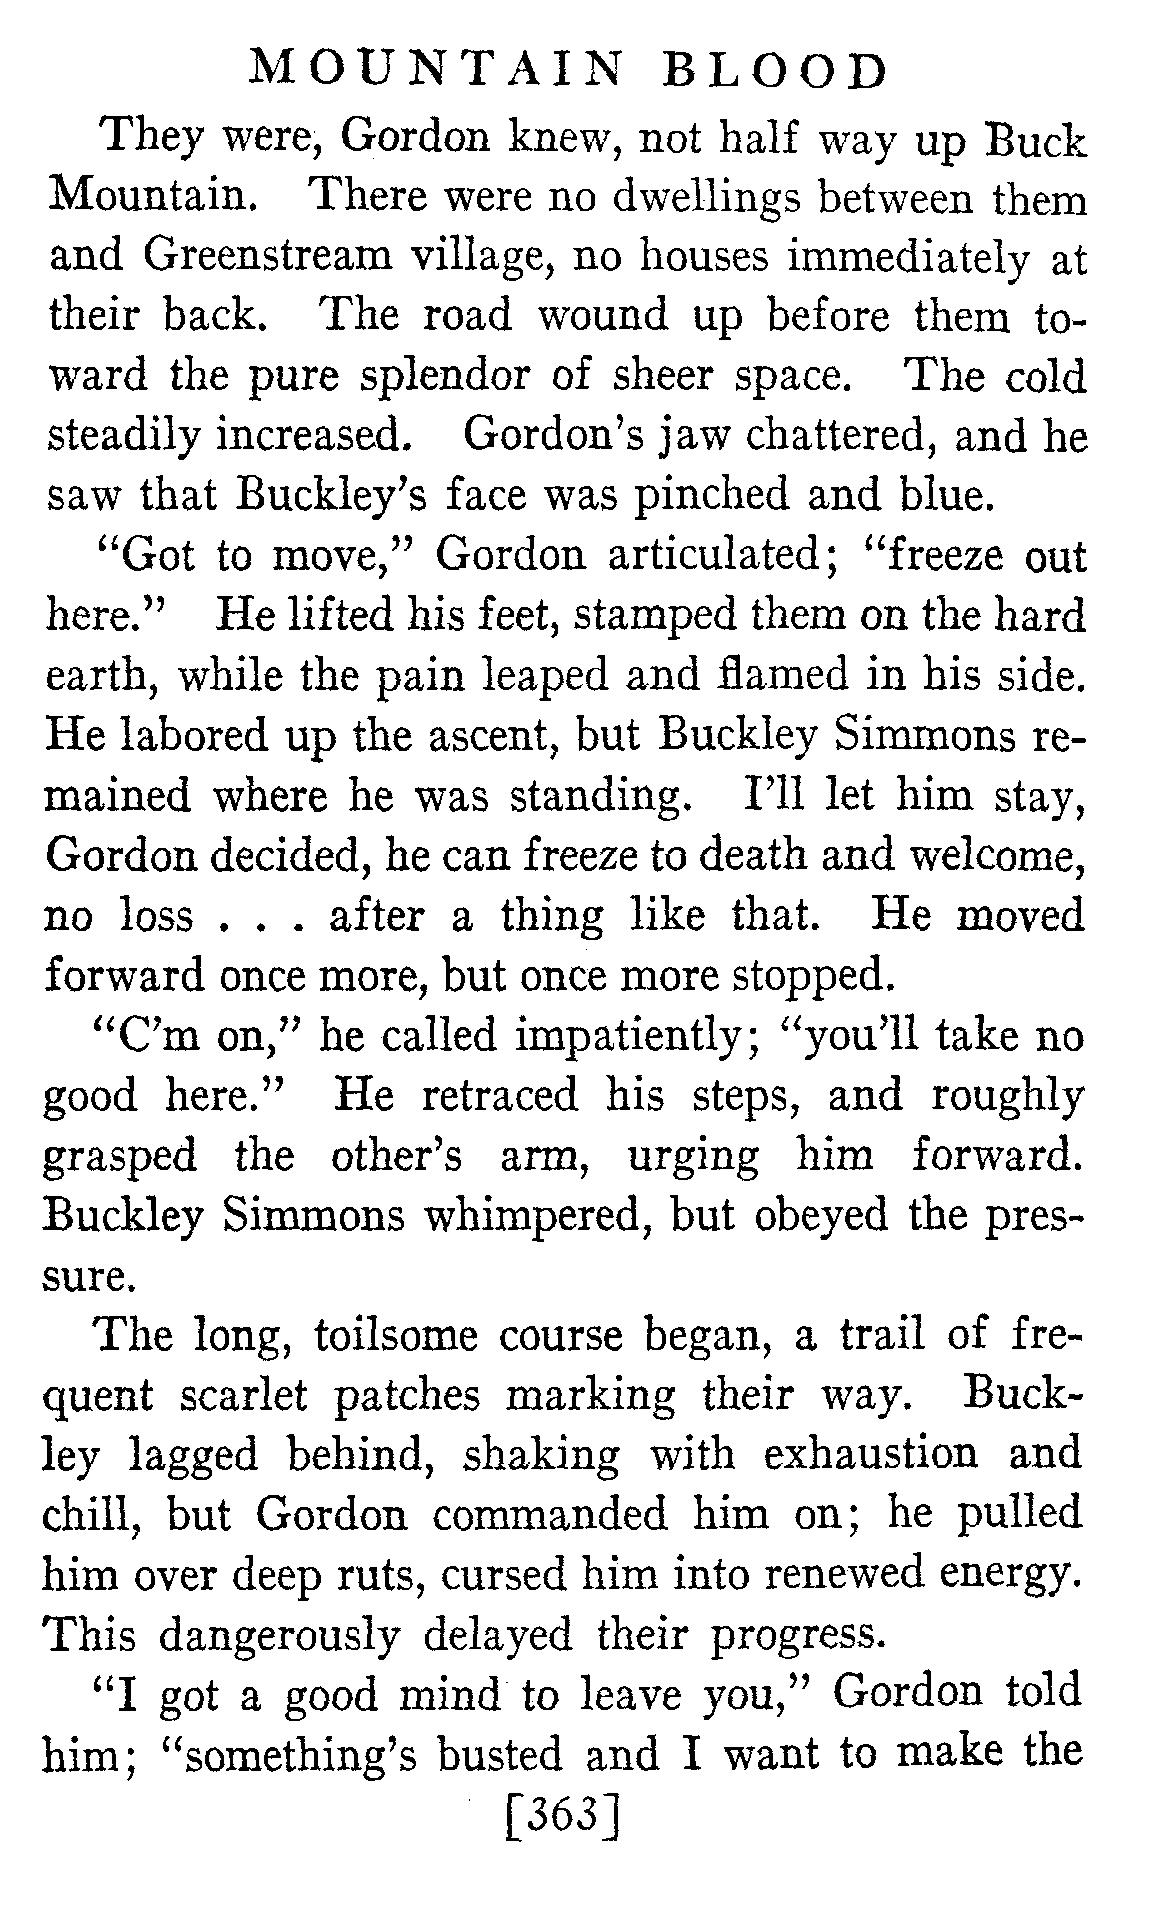 MOUNTAIN BLOOD
They were, Gordon knew, not half way up Buck
Mountain. There were no dwellings between them
and Greenstream village, no houses immediately at
their back. The road wound up before them to-
ward the pure splendor of sheer space. The cold
steadily increased. Gordon's jaw chattered, and he
saw that Buckley's face was pinched and blue.
"Got to move," Gordon articulated; "freeze out
here." He lifted his feet, stamped them on the hard
earth, while the pain leaped and flamed in his side.
He labored up the ascent, but Buckley Simmons re-
mained where he was standing. I'll let him stay,
Gordon decided, he can freeze to death and welcome,
no loss . . . after a thing like that. He moved
forward once more, but once more stopped.
"C'm on," he called impatiently; "you'll take no
good here." He retraced his steps, and roughly
grasped the other's arm, urging him forward.
Buckley Simmons whimpered, but obeyed the pres-
sure.
The long, toilsome course began, a trail of fre-
quent scarlet patches marking their way. Buck-
ley lagged behind, shaking with exhaustion and
chill, but Gordon commanded him on; he pulled
him over deep ruts, cursed him into renewed energy.
This dangerously delayed their progress.
"I got a good mind to leave you," Gordon told
him; "something's busted and I want to make the
[363]